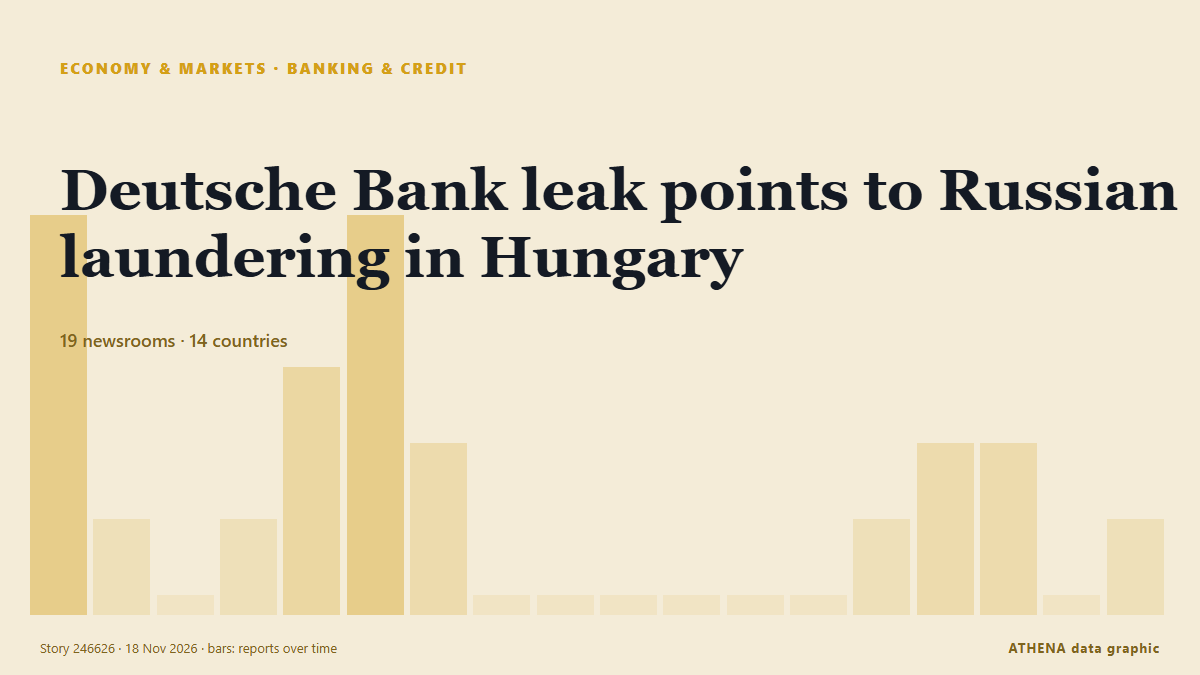 ECONOMY & MARKETS · BANKING & CREDIT
Deutsche Bank leak points to Russian
laundering in Hungary
19 newsrooms · 14 countries
Story 246626 · 18 Nov 2026 · bars: reports over time
ATHENA data graphic